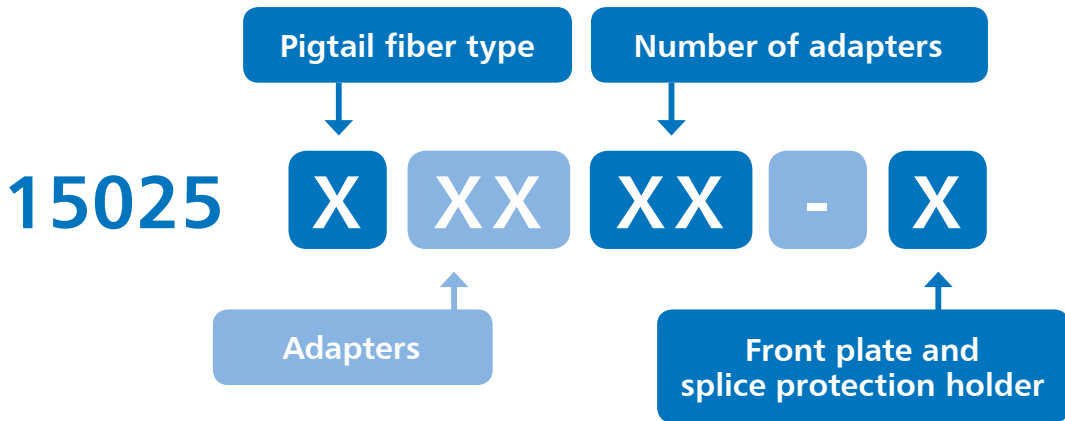 Pigtail fiber type
Number of adapters
15025 X XX XX - X
Adapters
Front plate and
splice protection holder